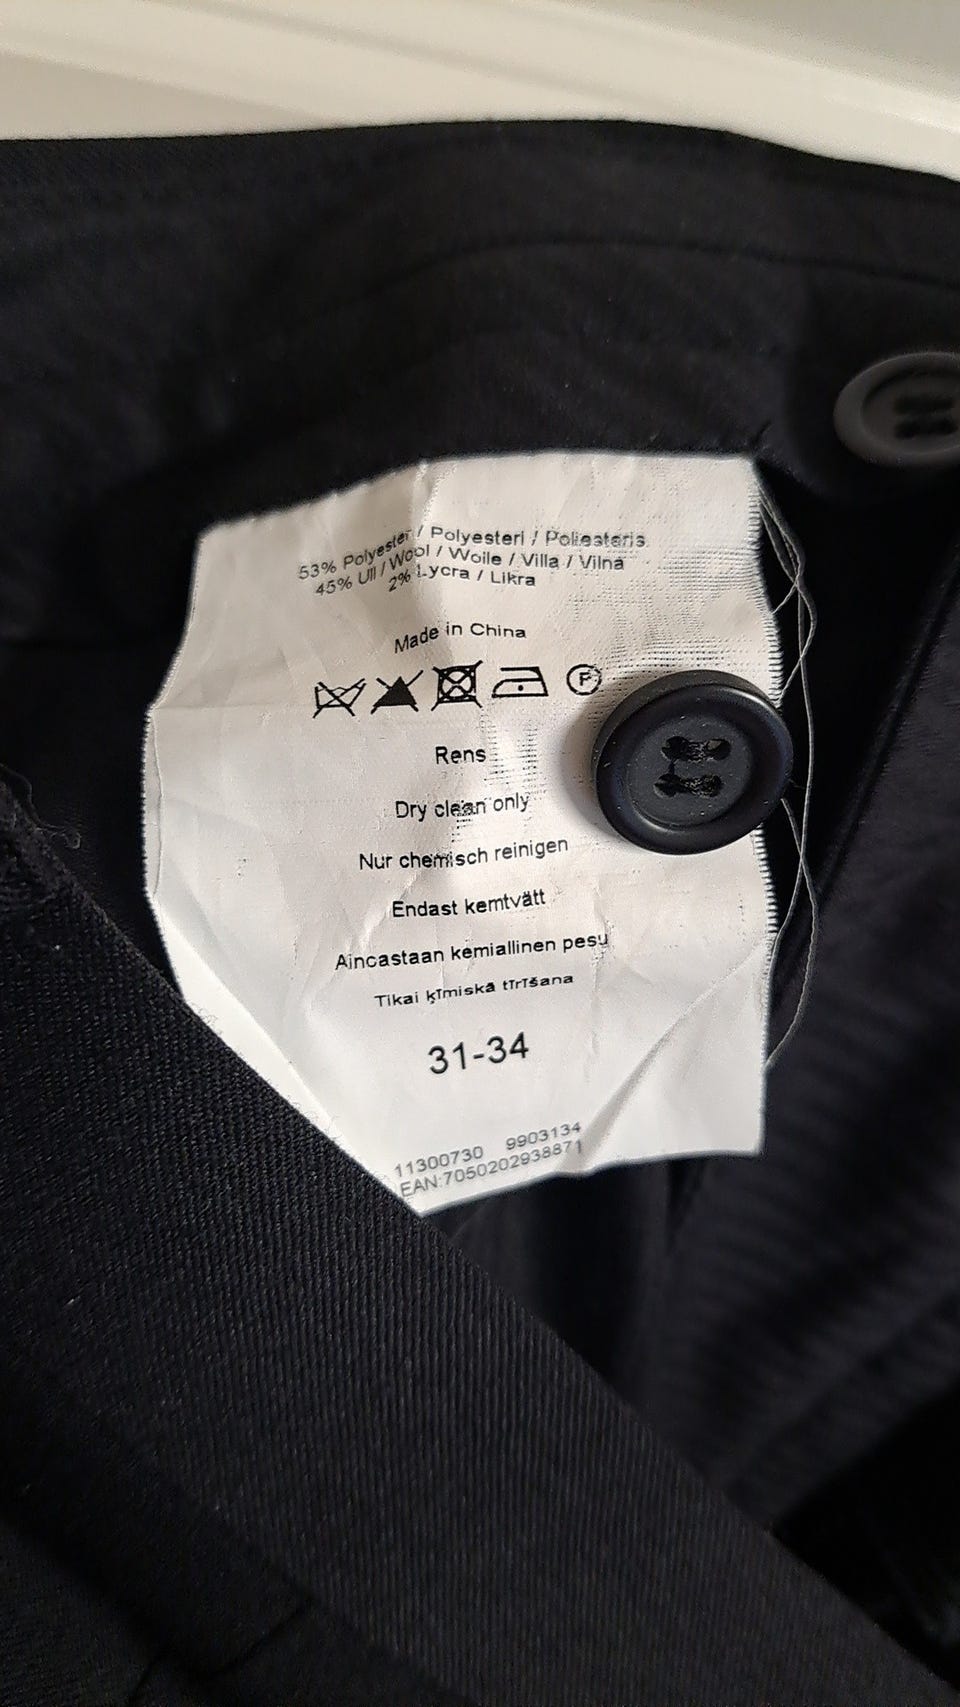 53% Polyester / Polyesteri / Poliesteris
45% Ull / Wool / Wolle / Villa / Vilna
2% Lycra / Likra
Made in China
P
Rens
Dry clean only
Nur chemisch reinigen
Endast kemtvätt
Aincastaan kemiallinen pesu
Tikai ķīmiskā tīrīšana
31-34
11300730 9903134
EAN:7050202938871